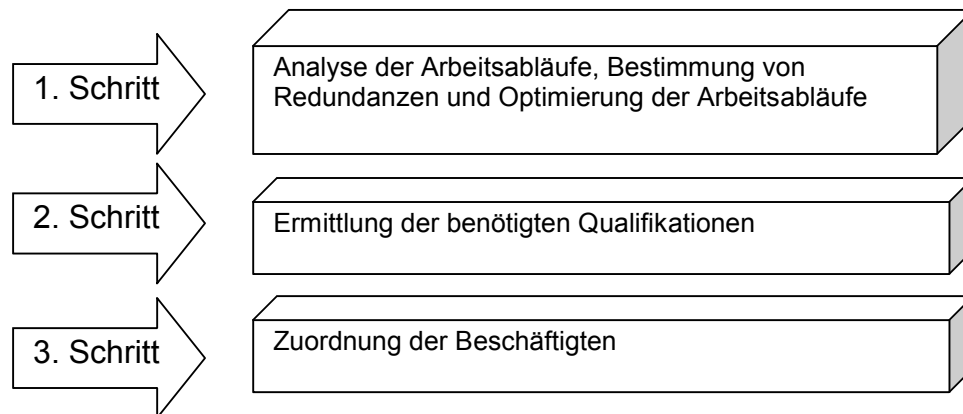 1. Schritt
Analyse der Arbeitsabläufe, Bestimmung von
Redundanzen und Optimierung der Arbeitsabläufe
2. Schritt
Ermittlung der benötigten Qualifikationen
3. Schritt
Zuordnung der Beschäftigten